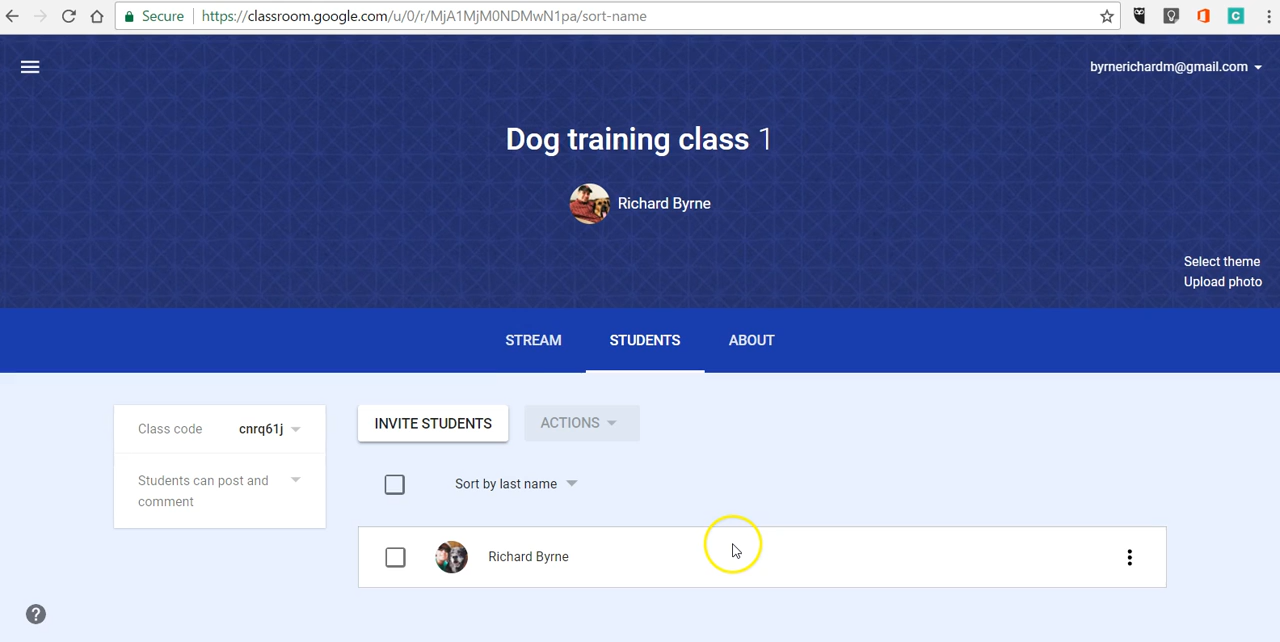 Secure https://classroom.google.com/u/0/r/MjA1MjM0NDMwN1pa/sort-name
C
byrnerichardm@gmail.com
Dog training class 1
Richard Byrne
Select theme
Upload photo
STREAM STUDENTS ABOUT
Class code cnrq61j
INVITE STUDENTS ACTIONS
Students can post and
comment
Sort by last name
Richard Byrne
?